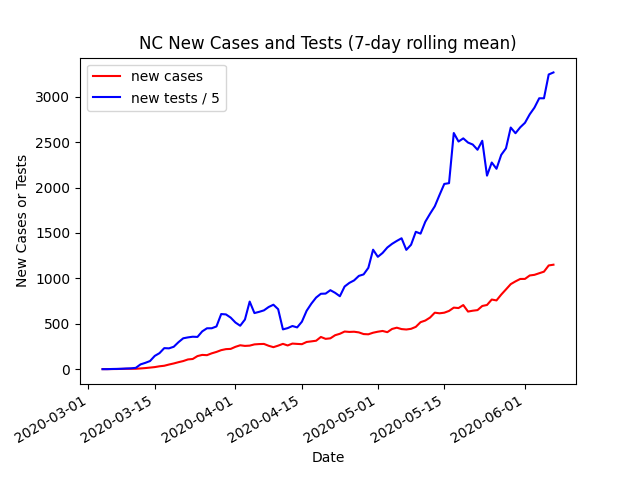 NC New Cases and Tests (7-day rolling mean)
new cases
new tests / 5
3000
2500
2000
1500
1000
500
0
New Cases or Tests
2020-03-01
2020-03-15
2020-04-01
2020-04-15
2020-05-01
2020-05-15
2020-06-01
Date